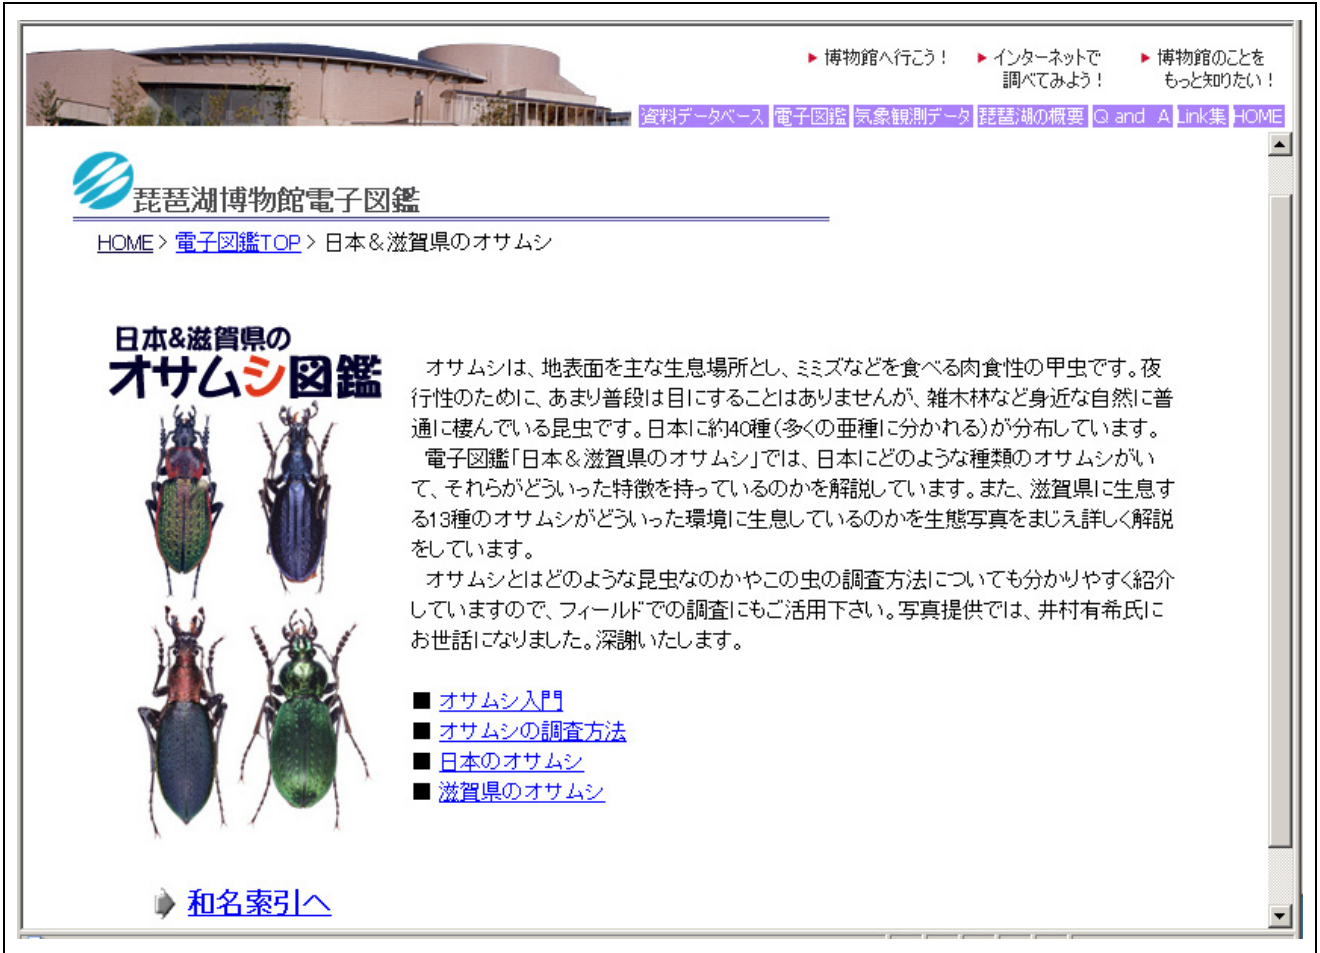 博物館へ行こう！
インターネットで
調べてみよう！
博物館のことを
もっと知りたい！
資料データベース 電子図鑑 気象観測データ 琵琶湖の概要 Q and A Link集 HOME
琵琶湖博物館電子図鑑
HOME > 電子図鑑TOP > 日本＆滋賀県のオサムシ
日本&滋賀県の
オサムシ図鑑
オサムシは、地表面を主な生息場所とし、ミミズなどを食べる肉食性の甲虫です。夜
行性のために、あまり普段は目にすることはありませんが、雑木林など身近な自然に普
通に棲んでいる昆虫です。日本に約40種（多くの亜種に分かれる）が分布しています。
電子図鑑「日本＆滋賀県のオサムシ」では、日本にどのような種類のオサムシがい
て、それらがどういった特徴を持っているのかを解説しています。また、滋賀県に生息す
る13種のオサムシがどういった環境に生息しているのかを生態写真をまじえ詳しく解説
をしています。
オサムシとはどのような昆虫なのかやこの虫の調査方法についても分かりやすく紹介
していますので、フィールドでの調査にもご活用下さい。写真提供では、井村有希氏に
お世話になりました。深謝いたします。
■ オサムシ入門
■ オサムシの調査方法
■ 日本のオサムシ
■ 滋賀県のオサムシ
和名索引へ